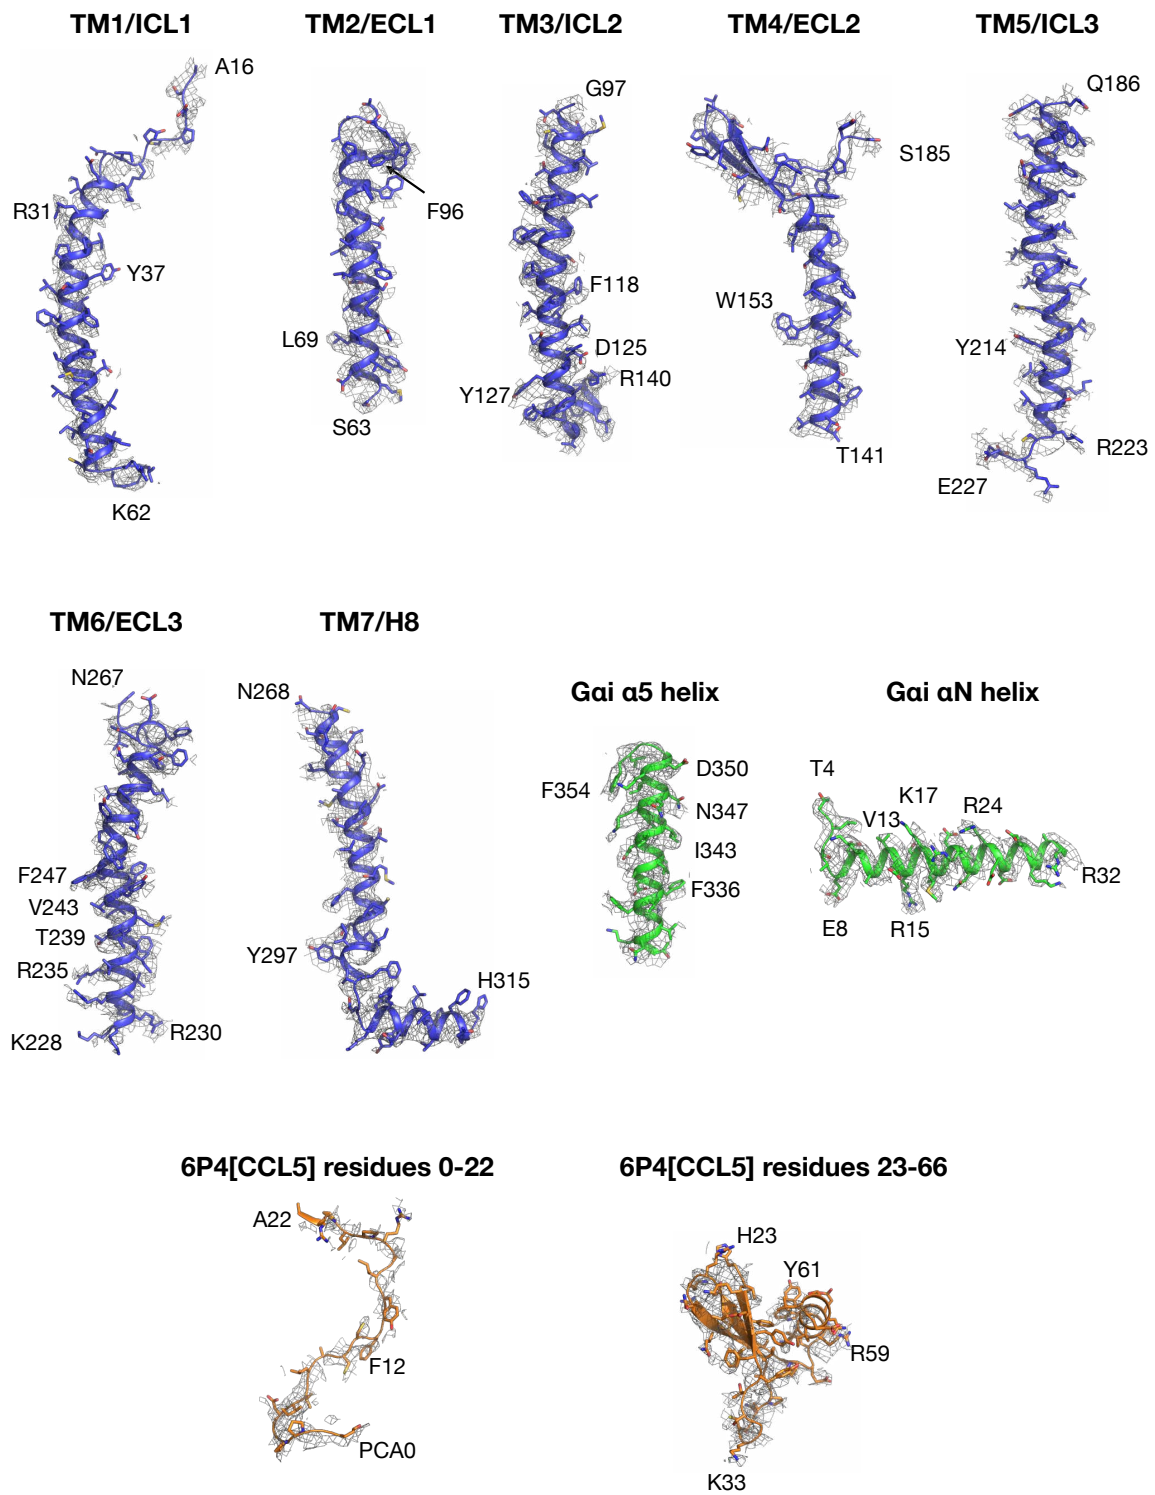 TM1/ICL1
TM2/ECL1
TM3/ICL2
TM4/ECL2
TM5/ICL3
A16
R31
Y37
K62
F96
L69
S63
G97
F118
D125
R140
Y127
S185
W153
T141
Q186
Y214
R223
E227
TM6/ECL3
TM7/H8
Gαi α5 helix
Gαi αN helix
N267
F247
V243
T239
R235
K228
R230
N268
Y297
H315
F354
D350
N347
I343
F336
T4
K17
V13
R24
R32
E8
R15
6P4[CCL5] residues 0-22
6P4[CCL5] residues 23-66
A22
F12
PCA0
H23
Y61
R59
K33